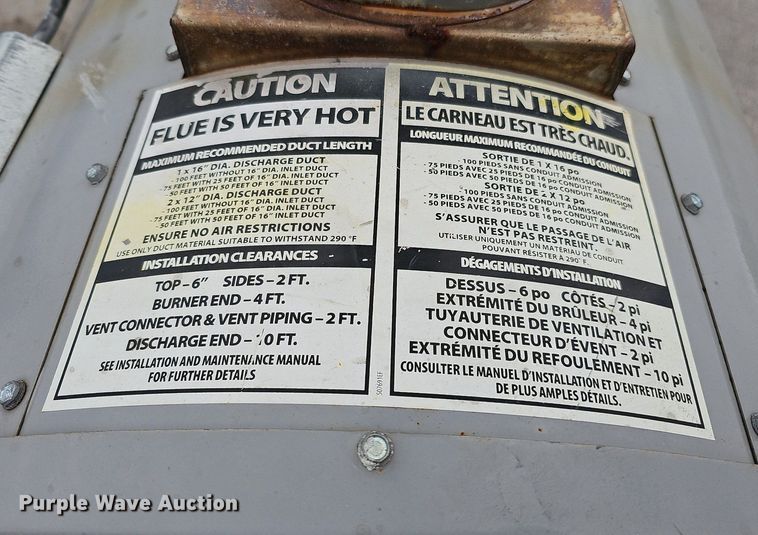 CAUTION
FLUE IS VERY HOT
MAXIMUM RECOMMENDED DUCT LENGTH
1 x 16" DIA. DISCHARGE DUCT
- 100 FEET WITHOUT 16" DIA. INLET DUCT
- 75 FEET WITH 25 FEET OF 16" DIA. INLET DUCT
- 50 FEET WITH 50 FEET OF 16" INLET DUCT
2 x 12" DIA. DISCHARGE DUCT
- 100 FEET WITHOUT 16" DIA. INLET DUCT
- 75 FEET WITH 25 FEET OF 16" DIA. INLET DUCT
- 50 FEET WITH 50 FEET OF 16" INLET DUCT
ENSURE NO AIR RESTRICTIONS
USE ONLY DUCT MATERIAL SUITABLE TO WITHSTAND 290 °F
INSTALLATION CLEARANCES
TOP - 6" SIDES - 2 FT.
BURNER END - 4 FT.
VENT CONNECTOR & VENT PIPING - 2 FT.
DISCHARGE END - 0 FT.
SEE INSTALLATION AND MAINTENANCE MANUAL
FOR FURTHER DETAILS
ATTENTION
LE CARNEAU EST TRÈS CHAUD.
LONGUEUR MAXIMUM RECOMMANDÉE DU CONDUIT
SORTIE DE 1 X 16 po
- 100 PIEDS SANS CONDUIT ADMISSION
- 75 PIEDS AVEC 25 PIEDS DE 16 po CONDUIT ADMISSION
- 50 PIEDS AVEC 50 PIEDS DE 16 po CONDUIT ADMISSION
SORTIE DE 2 X 12 po
- 100 PIEDS SANS CONDUIT ADMISSION
- 75 PIEDS AVEC 25 PIEDS DE 16 po CONDUIT ADMISSION
- 50 PIEDS AVEC 50 PIEDS DE 16 po CONDUIT ADMISSION
S'ASSURER QUE LE PASSAGE DE L'AIR
N'EST PAS RESTREINT.
UTILISER UNIQUEMENT UN MATÉRIAU DE CONDUIT
POUVANT RÉSISTER À 290°F.
DÉGAGEMENTS D'INSTALLATION
DESSUS - 6 po CÔTÉS - 2 pi
EXTRÉMITÉ DU BRÛLEUR - 4 pi
TUYAUTERIE DE VENTILATION ET
CONNECTEUR D'ÉVENT - 2 pi
EXTRÉMITÉ DU REFOULEMENT - 10 pi
CONSULTER LE MANUEL D'INSTALLATION ET D'ENTRETIEN POUR
DE PLUS AMPLES DÉTAILS.
Purple Wave Auction